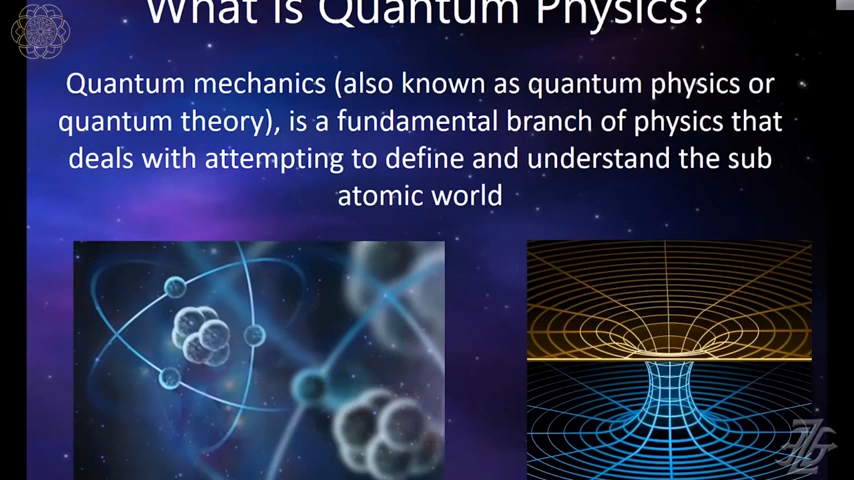 What is Quantum Physics?
Quantum mechanics (also known as quantum physics or
quantum theory), is a fundamental branch of physics that
deals with attempting to define and understand the sub
atomic world